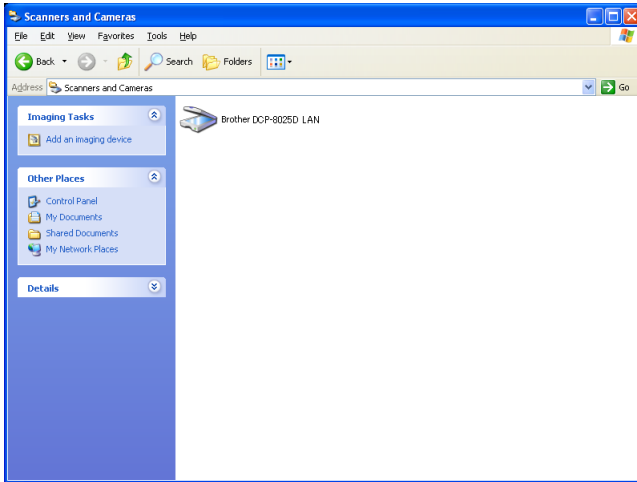 Scanners and Cameras
File Edit View Favorites Tools Help
Back Search Folders
Address Scanners and Cameras Go
Imaging Tasks
Add an imaging device
Other Places
Control Panel
My Documents
Shared Documents
My Network Places
Details
Brother DCP-8025D LAN